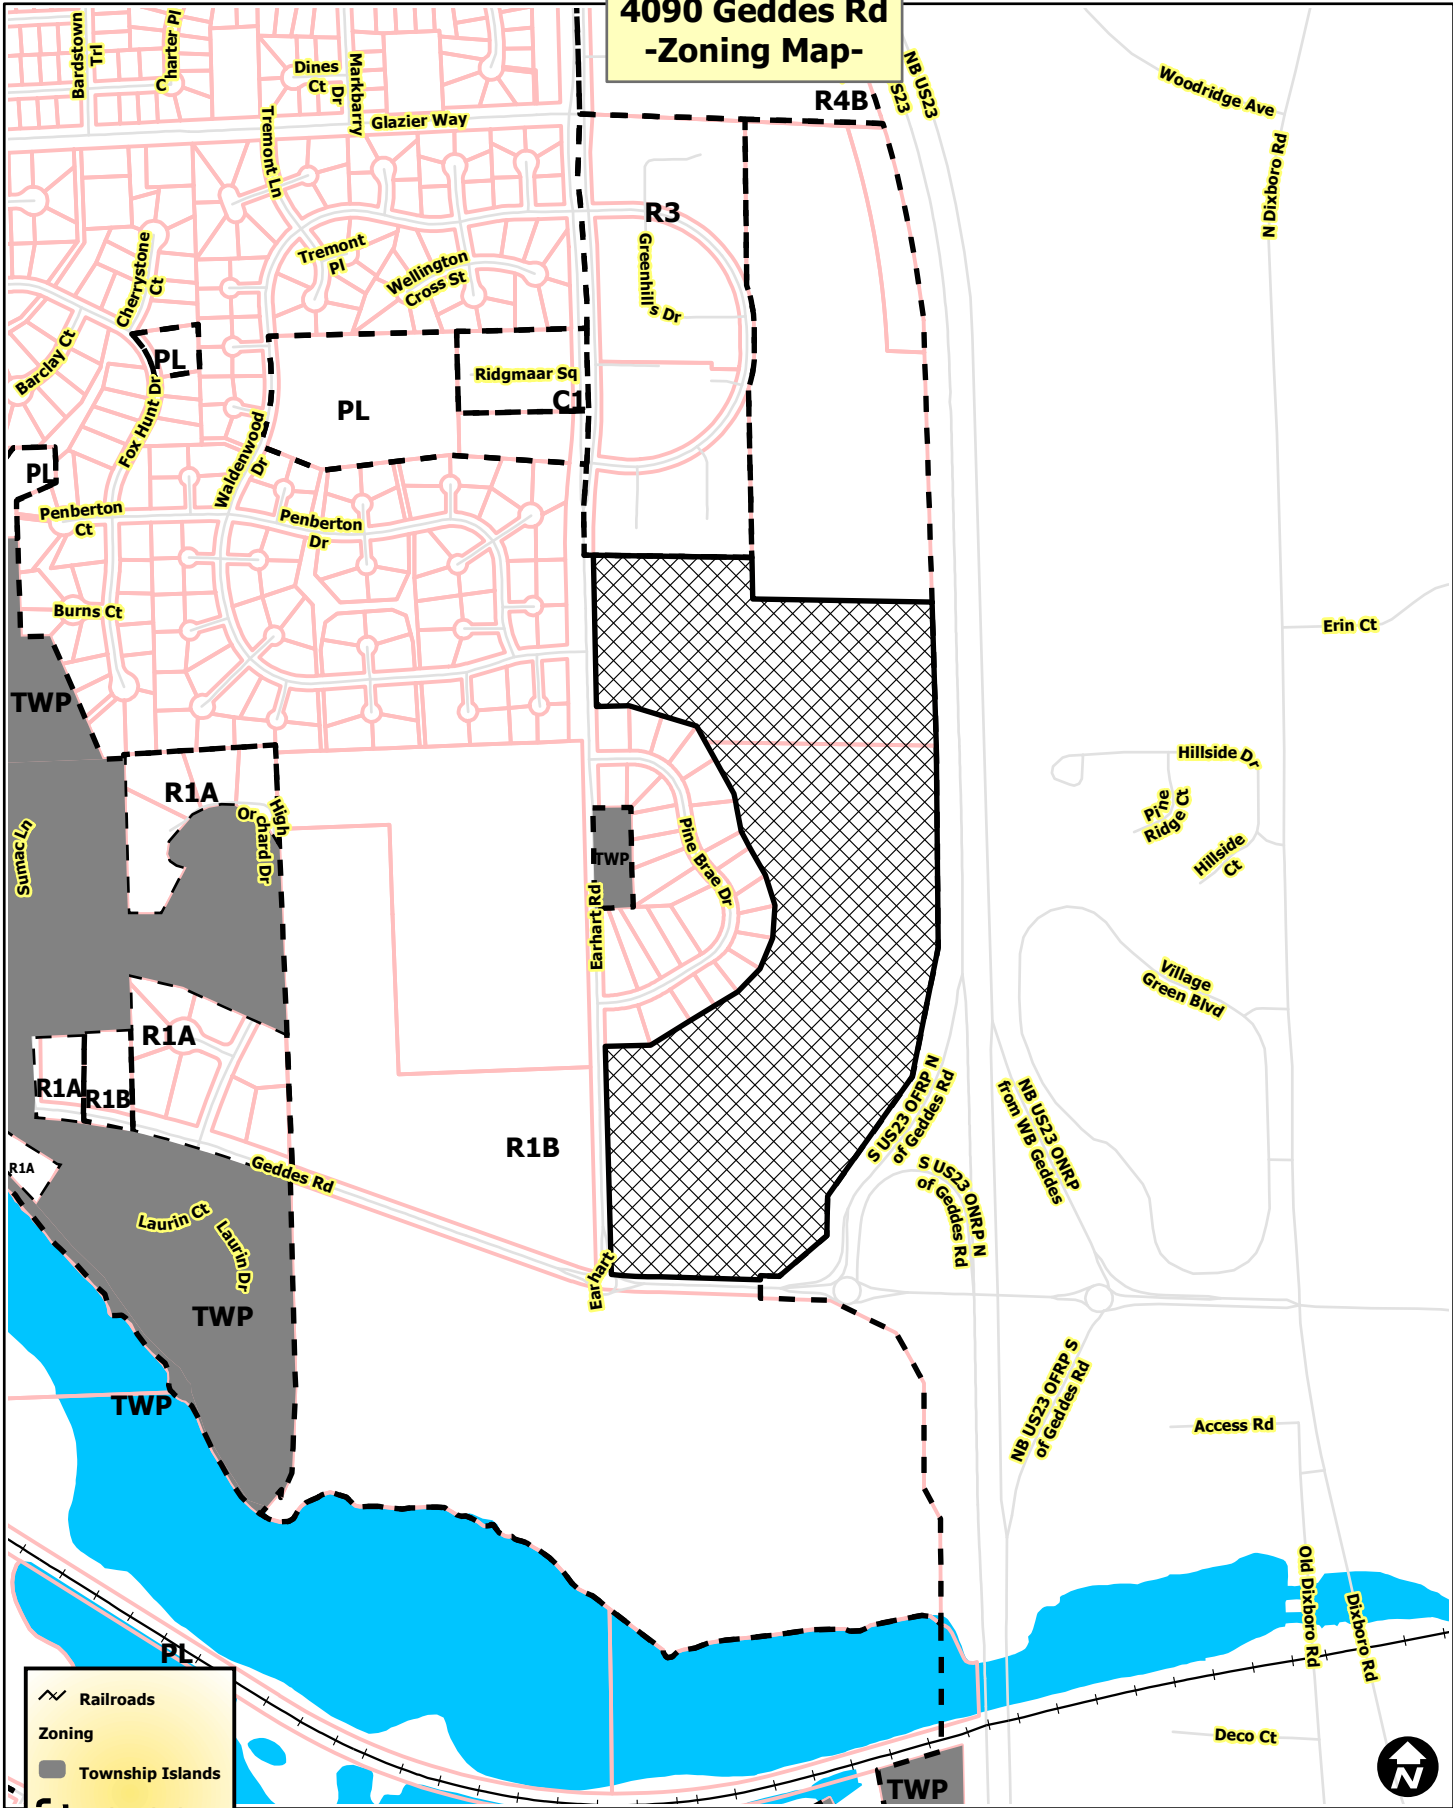 4090 Geddes Rd
-Zoning Map-
Bardstown
Trl
Charter Pl
Dines
Ct
Markbarry
Dr
Glazier Way
Tremont Ln
R4B
NB US23
S23
Woodridge Ave
N Dixboro Rd
R3
Greenhills Dr
Tremont
Pl
Wellington
Cross St
Cherrystone
Ct
Barclay Ct
PL
Fox Hunt Dr
PL
Ridgmaar Sq
C1
Waldenwood
Dr
PL
Penberton
Ct
Penberton
Dr
Burns Ct
Erin Ct
TWP
R1A
High
Orchard Dr
Sumac Ln
TWP
Pine Brae Dr
Earhart Rd
Hillside Dr
Pine
Ridge Ct
Hillside
Ct
Village
Green Blvd
R1A
R1A
R1B
R1A
R1B
Geddes Rd
S US23 OFRP N
of Geddes Rd
S US23 ONRP N
of Geddes Rd
NB US23 ONRP
from WB Geddes
Laurin Ct
Laurin Dr
Earhart
TWP
TWP
NB US23 OFRP S
of Geddes Rd
Access Rd
Old Dixboro Rd
Dixboro Rd
PL
Railroads
Zoning
Township Islands
Deco Ct
TWP
N